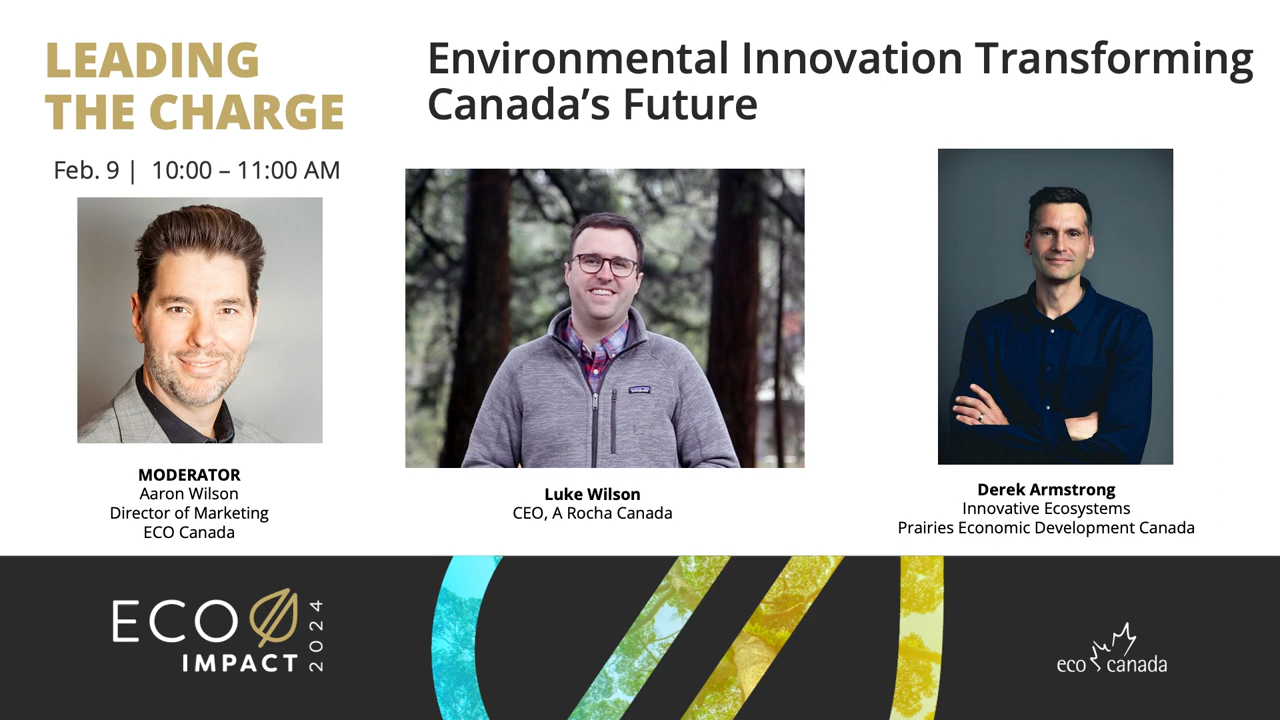 LEADING
THE CHARGE
Feb. 9 | 10:00 – 11:00 AM
Environmental Innovation Transforming
Canada’s Future
MODERATOR
Aaron Wilson
Director of Marketing
ECO Canada
Luke Wilson
CEO, A Rocha Canada
Derek Armstrong
Innovative Ecosystems
Prairies Economic Development Canada
ECO
IMPACT
2024
eco canada